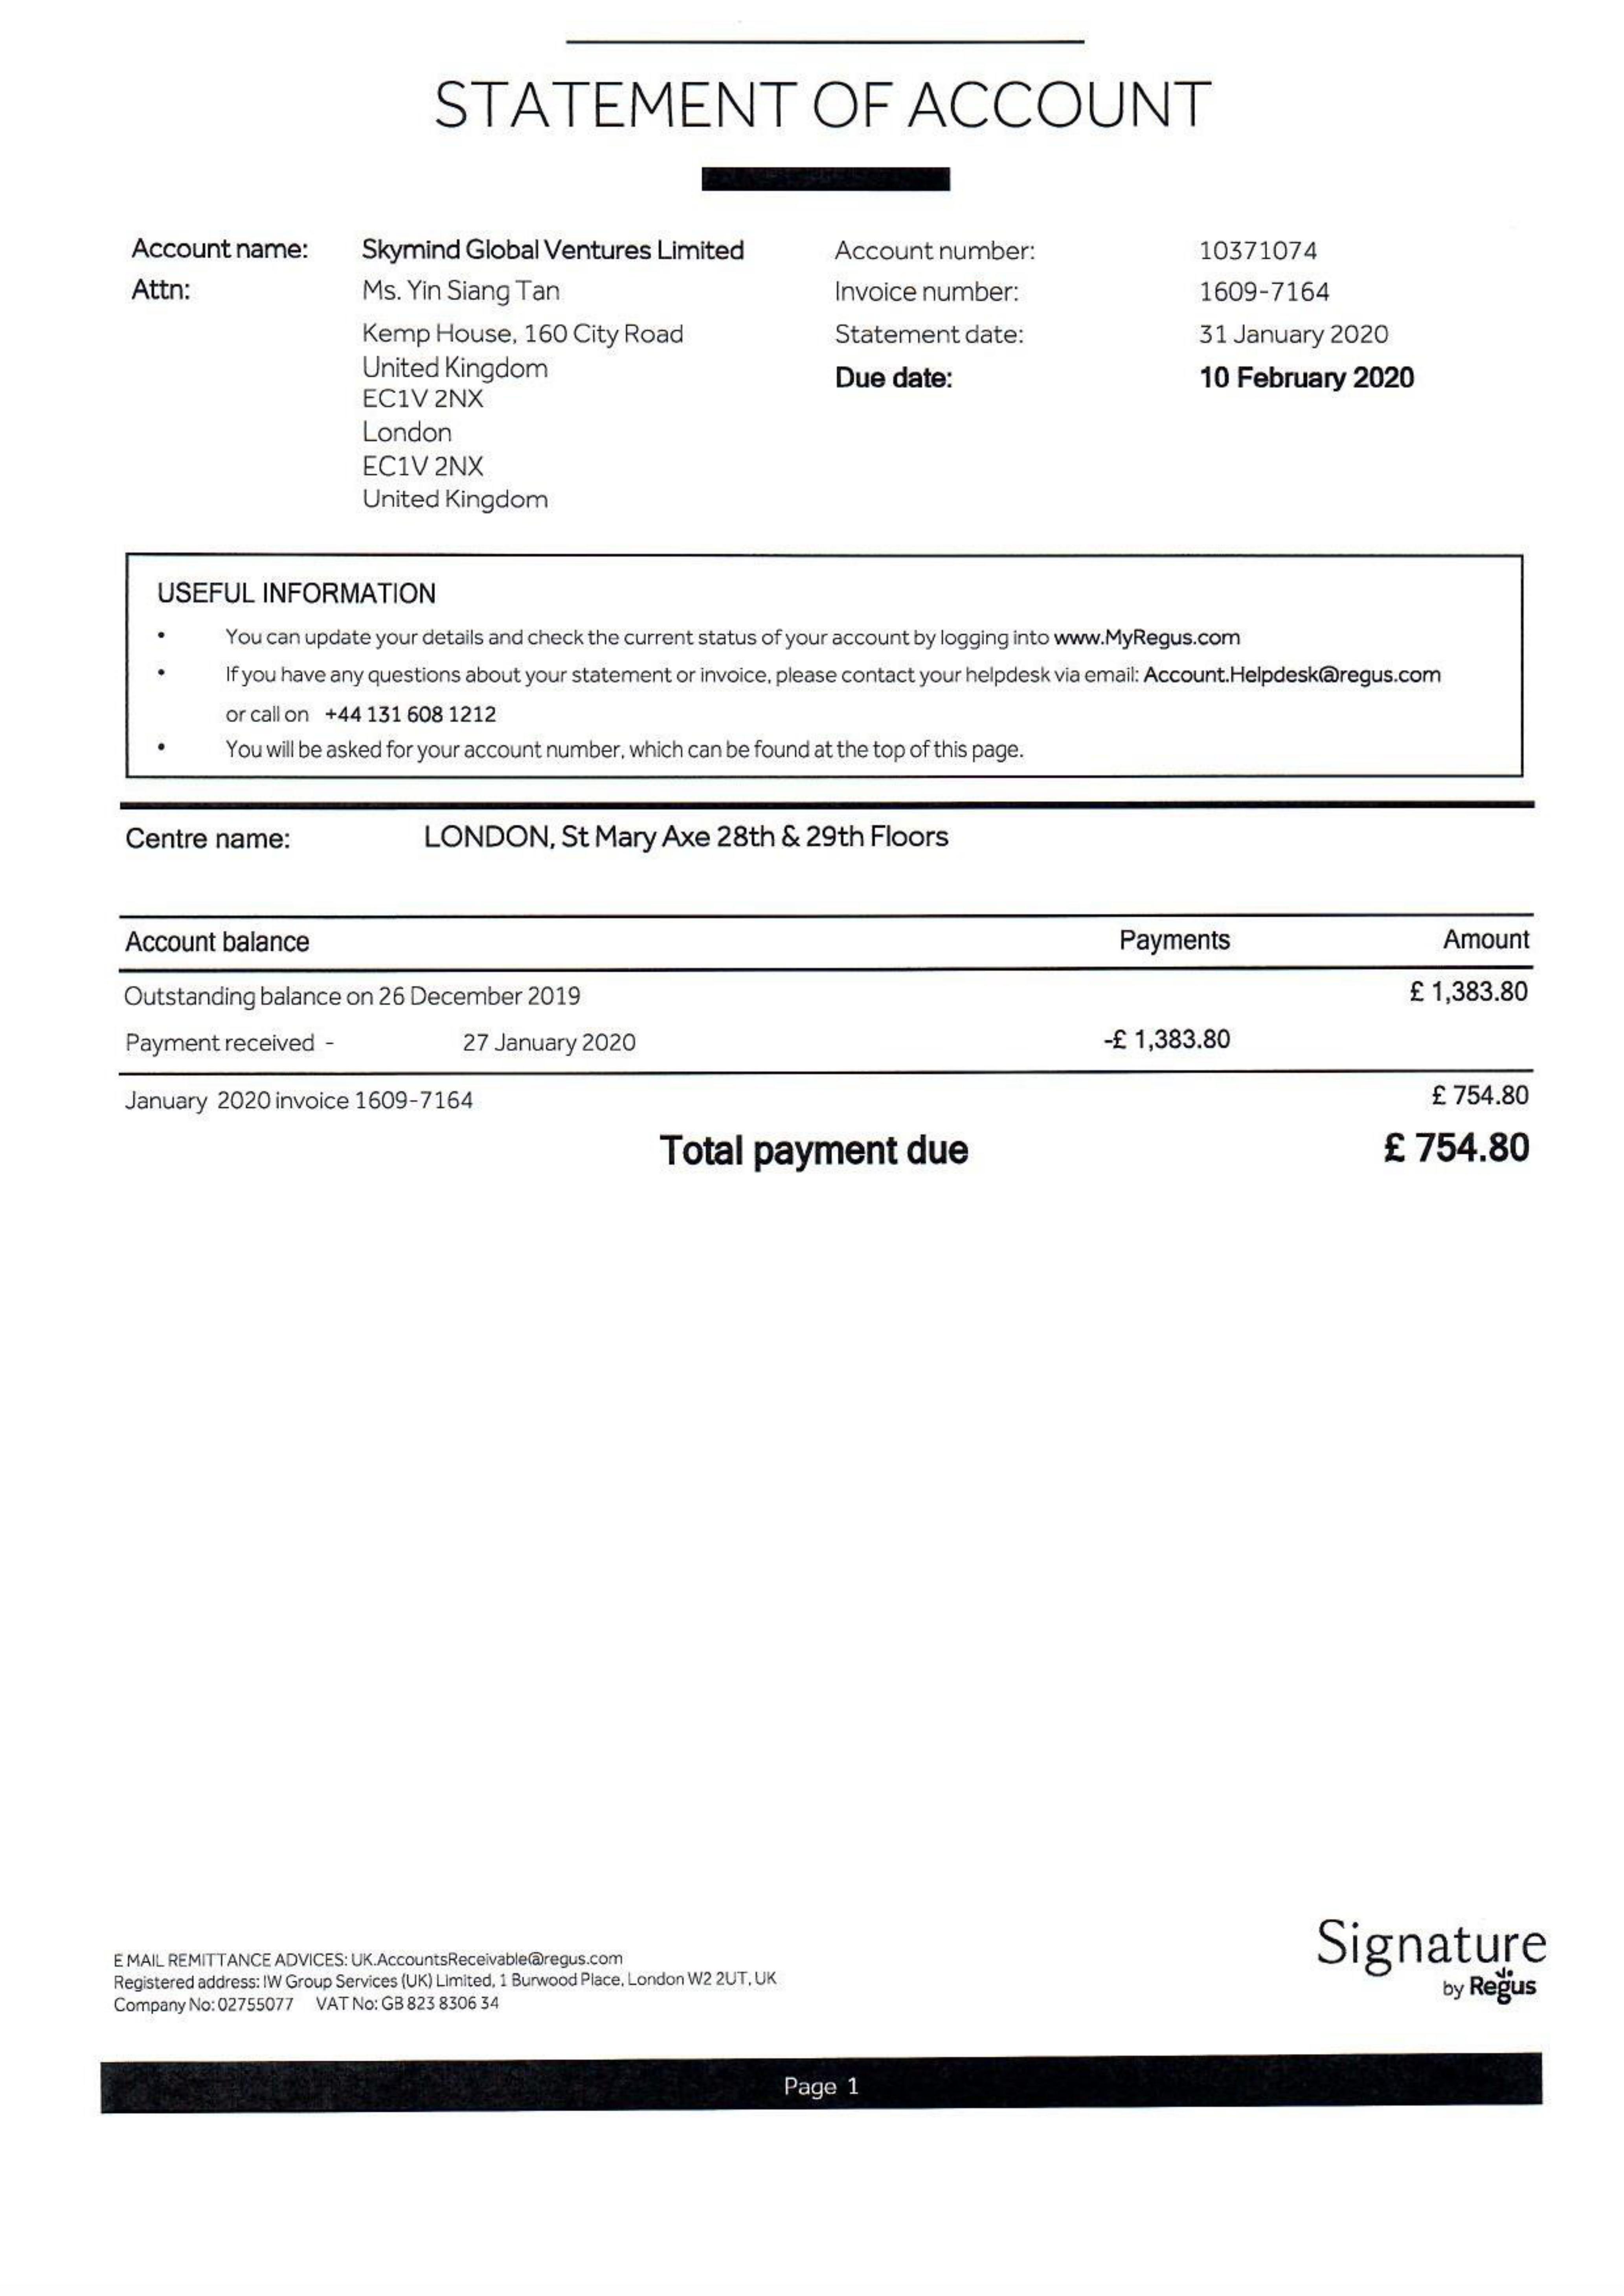 STATEMENT OF ACCOUNT
Account name: Skymind Global Ventures Limited
Attn: Ms. Yin Siang Tan
Kemp House, 160 City Road
United Kingdom
EC1V 2NX
London
EC1V 2NX
United Kingdom
Account number: 10371074
Invoice number: 1609-7164
Statement date: 31 January 2020
Due date: 10 February 2020
USEFUL INFORMATION
• You can update your details and check the current status of your account by logging into www.MyRegus.com
• If you have any questions about your statement or invoice, please contact your helpdesk via email: Account.Helpdesk@regus.com
or call on +44 131 608 1212
• You will be asked for your account number, which can be found at the top of this page.
Centre name: LONDON, St Mary Axe 28th & 29th Floors
Account balance Payments Amount
Outstanding balance on 26 December 2019 £ 1,383.80
Payment received - 27 January 2020 -£ 1,383.80
January 2020 invoice 1609-7164 £ 754.80
Total payment due £ 754.80
E MAIL REMITTANCE ADVICES: UK.AccountsReceivable@regus.com
Registered address: IW Group Services (UK) Limited, 1 Burwood Place, London W2 2UT, UK
Company No: 02755077 VAT No: GB 823 8306 34
Signature
by Regus
Page 1